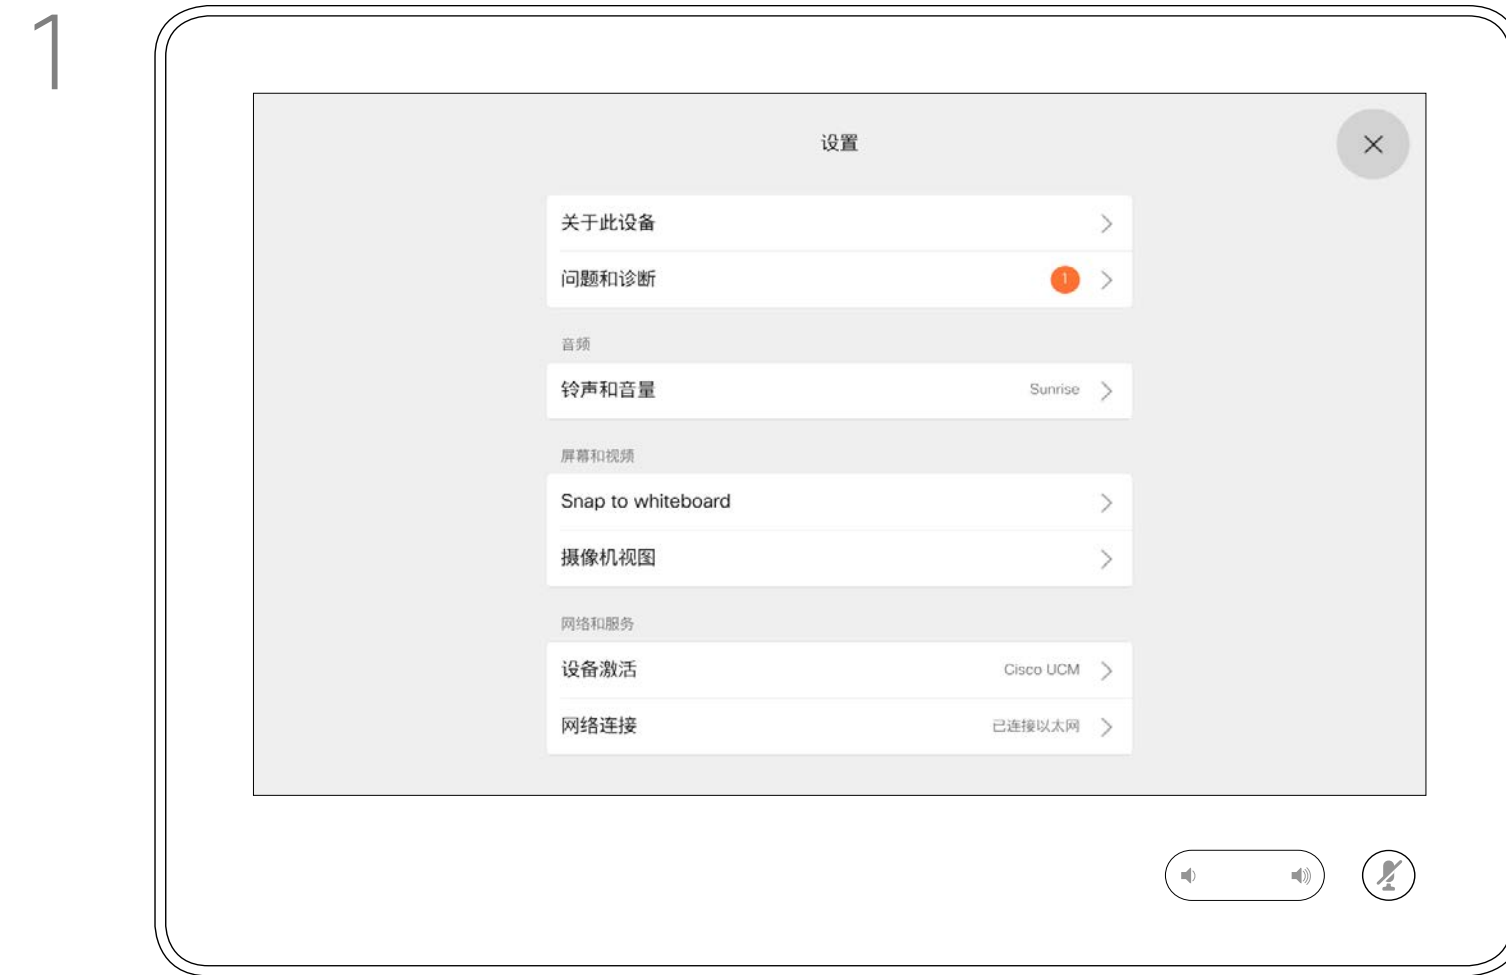 1
设置
关于此设备
问题和诊断 1
音频
铃声和音量 Sunrise
屏幕和视频
Snap to whiteboard
摄像机视图
网络和服务
设备激活 Cisco UCM
网络连接 已连接以太网